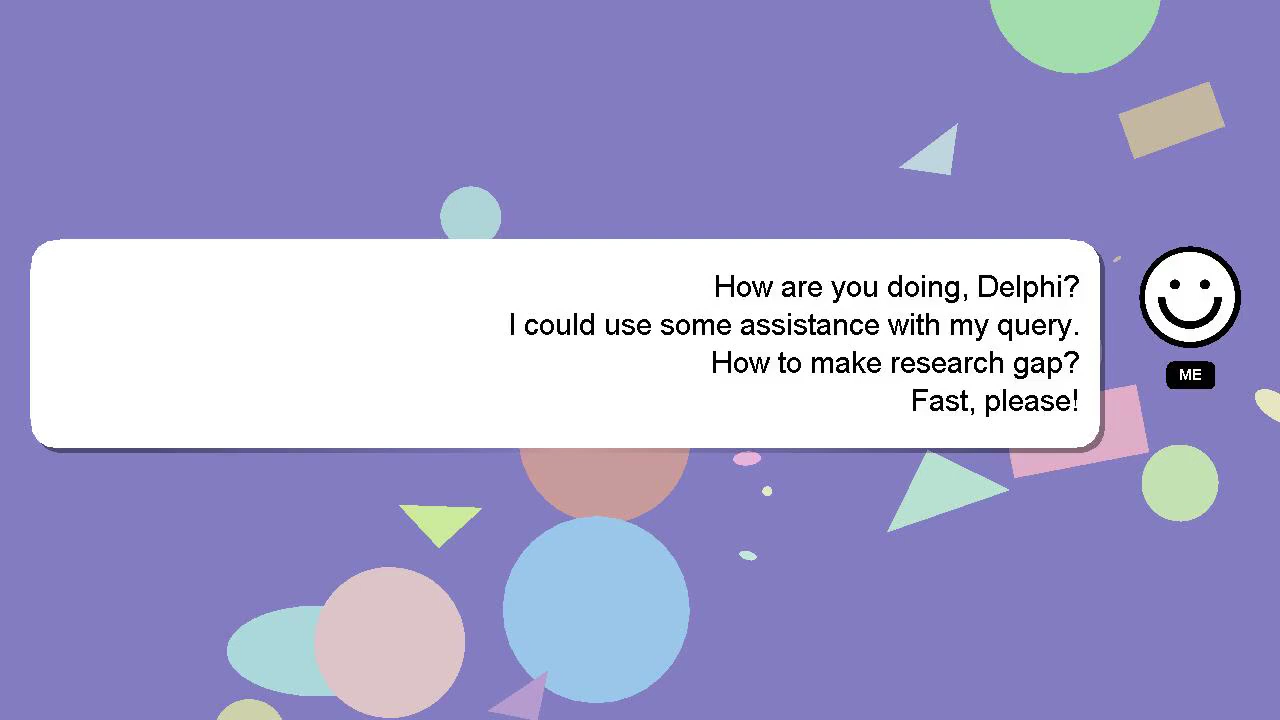 How are you doing, Delphi?
I could use some assistance with my query.
How to make research gap?
Fast, please!
ME